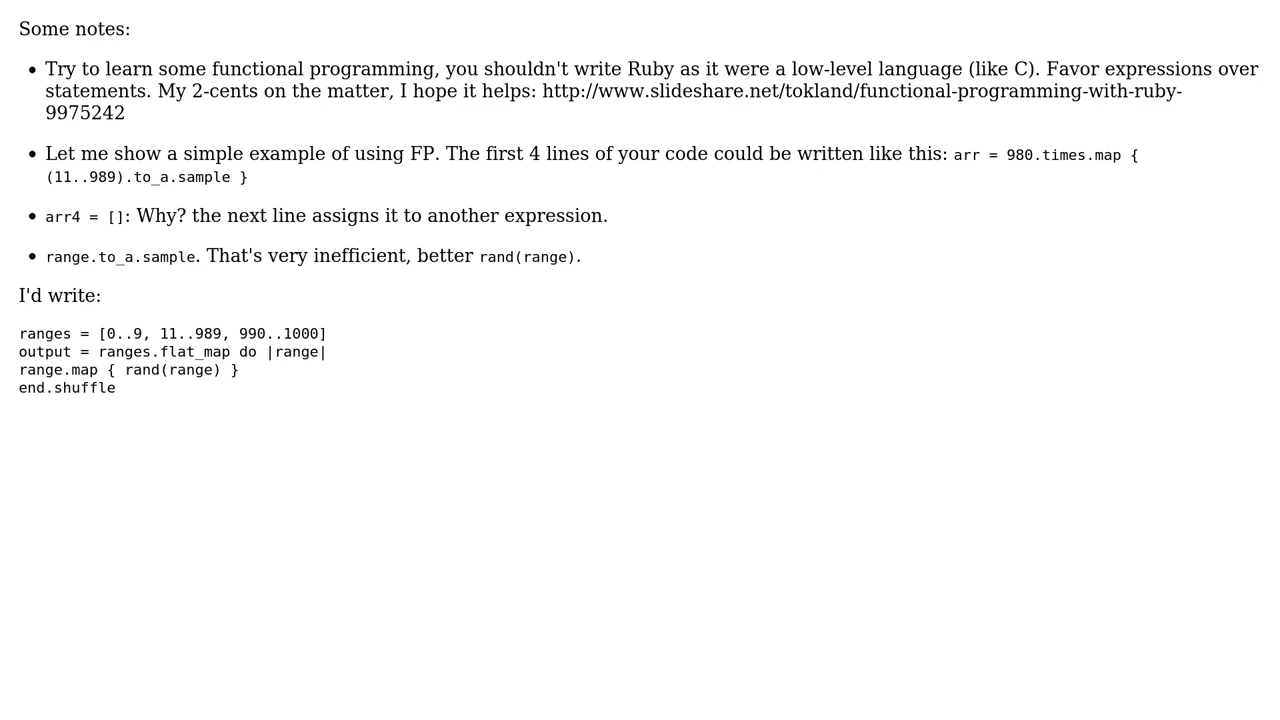 Some notes:
• Try to learn some functional programming, you shouldn't write Ruby as it were a low-level language (like C). Favor expressions over
statements. My 2-cents on the matter, I hope it helps: http://www.slideshare.net/tokland/functional-programming-with-ruby-
9975242
• Let me show a simple example of using FP. The first 4 lines of your code could be written like this: arr = 980.times.map {
(11..989).to_a.sample }
• arr4 = []: Why? the next line assigns it to another expression.
• range.to_a.sample. That's very inefficient, better rand(range).
I'd write:
ranges = [0..9, 11..989, 990..1000]
output = ranges.flat_map do |range|
range.map { rand(range) }
end.shuffle